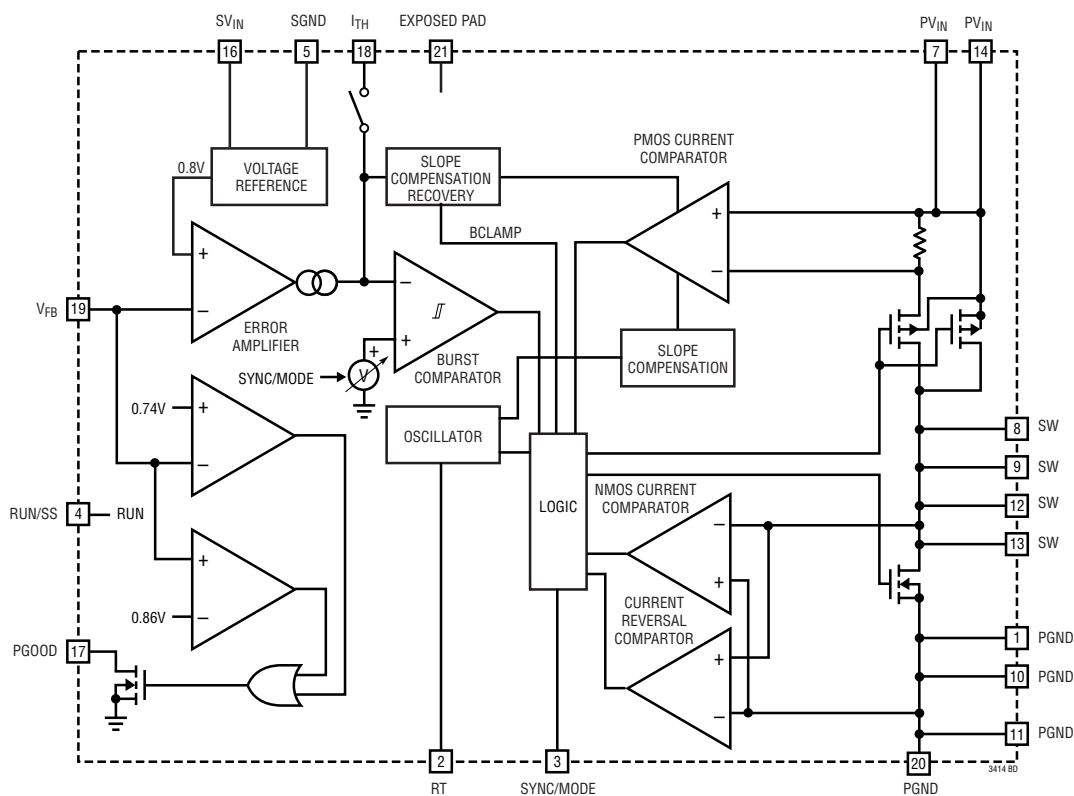 SVIN
SGND
ITH
EXPOSED PAD
PVIN
PVIN
16
5
18
21
7
14
0.8V
VOLTAGE
REFERENCE
SLOPE
COMPENSATION
RECOVERY
PMOS CURRENT
COMPARATOR
BCLAMP
+
–
+
–
–
+
VFB
19
ERROR
AMPLIFIER
SYNC/MODE
+
V
BURST
COMPARATOR
SLOPE
COMPENSATION
0.74V
+
–
OSCILLATOR
8
SW
9
SW
12
SW
13
SW
RUN/SS
4
RUN
LOGIC
NMOS CURRENT
COMPARATOR
–
+
0.86V
+
–
CURRENT
REVERSAL
COMPARTOR
+
–
PGOOD
17
1
PGND
10
PGND
11
PGND
2
3
20
3414 BD
RT
SYNC/MODE
PGND